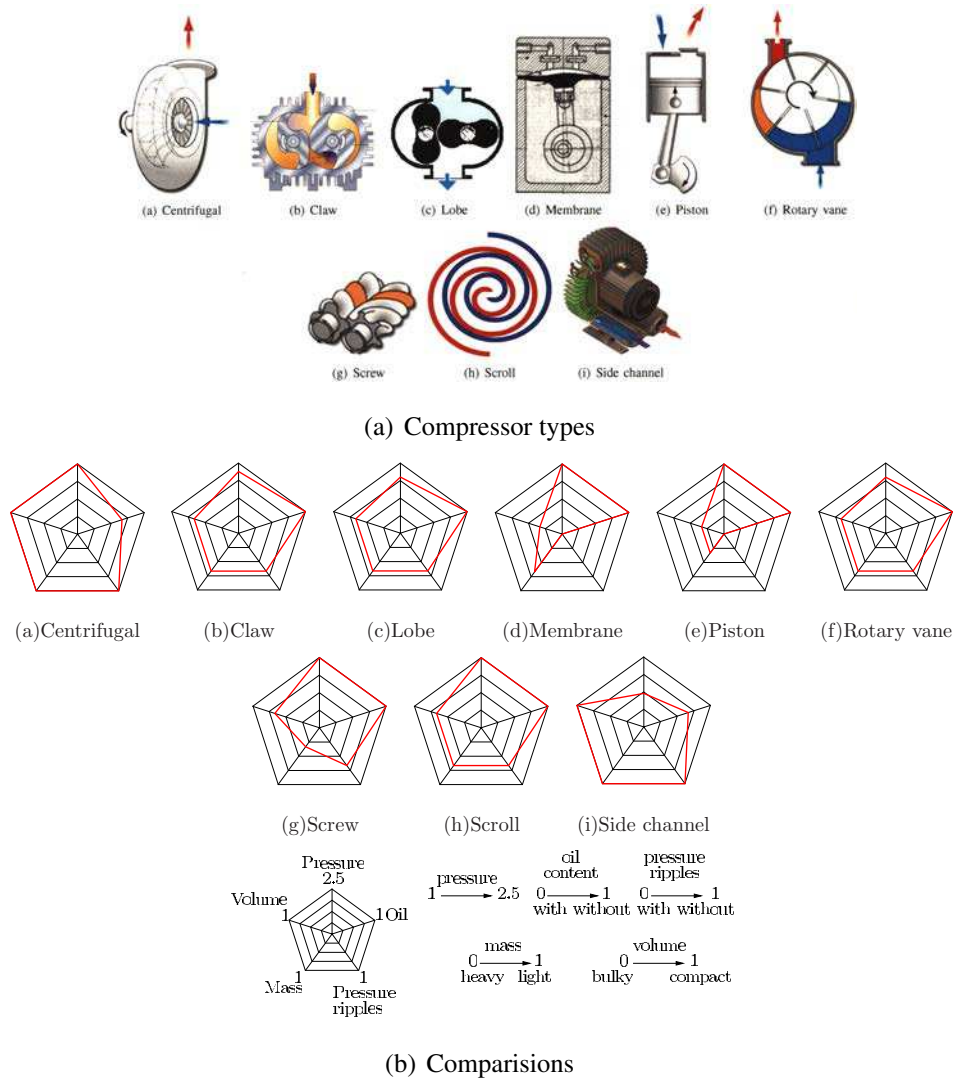 (a) Centrifugal
(b) Claw
(c) Lobe
(d) Membrane
(e) Piston
(f) Rotary vane
(g) Screw
(h) Scroll
(i) Side channel
(a) Compressor types
(a)Centrifugal
(b)Claw
(c)Lobe
(d)Membrane
(e)Piston
(f)Rotary vane
(g)Screw
(h)Scroll
(i)Side channel
Pressure
2.5
Volume
1
1 Oil
1
Mass
1
Pressure
ripples
pressure
1 2.5
oil
content
0 1
with without
pressure
ripples
0 1
with without
mass
0 1
heavy light
volume
0 1
bulky compact
(b) Comparisions